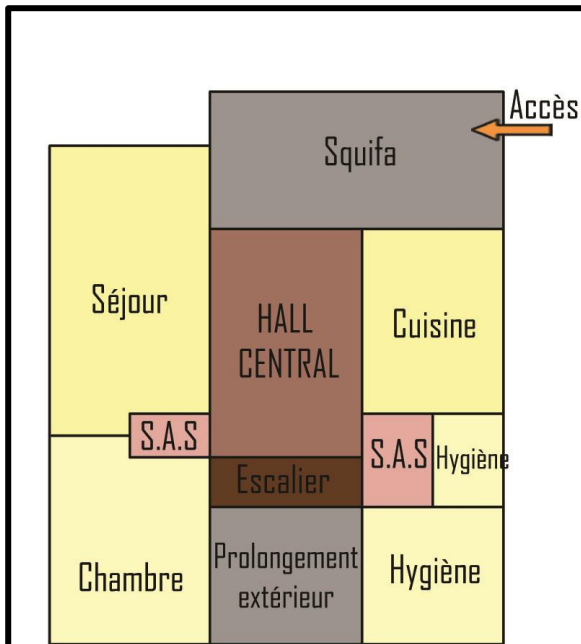 Accès
Squifa
Séjour
HALL
CENTRAL
Cuisine
S.A.S
S.A.S
Hygiène
Escalier
Chambre
Prolongement
extérieur
Hygiène